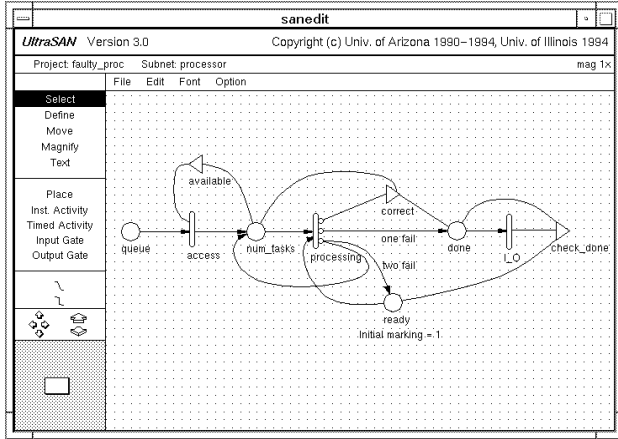 sanedit
UltraSAN Version 3.0 Copyright (c) Univ. of Arizona 1990-1994, Univ. of Illinois 1994
Project: faulty_proc Subnet: processor mag 1x
File Edit Font Option
Select
Define
Move
Magnify
Text
Place
Inst. Activity
Timed Activity
Input Gate
Output Gate
available
correct
queue
access
num_tasks
processing
one fail
two fail
done
I_O
check_done
ready
Initial marking = 1